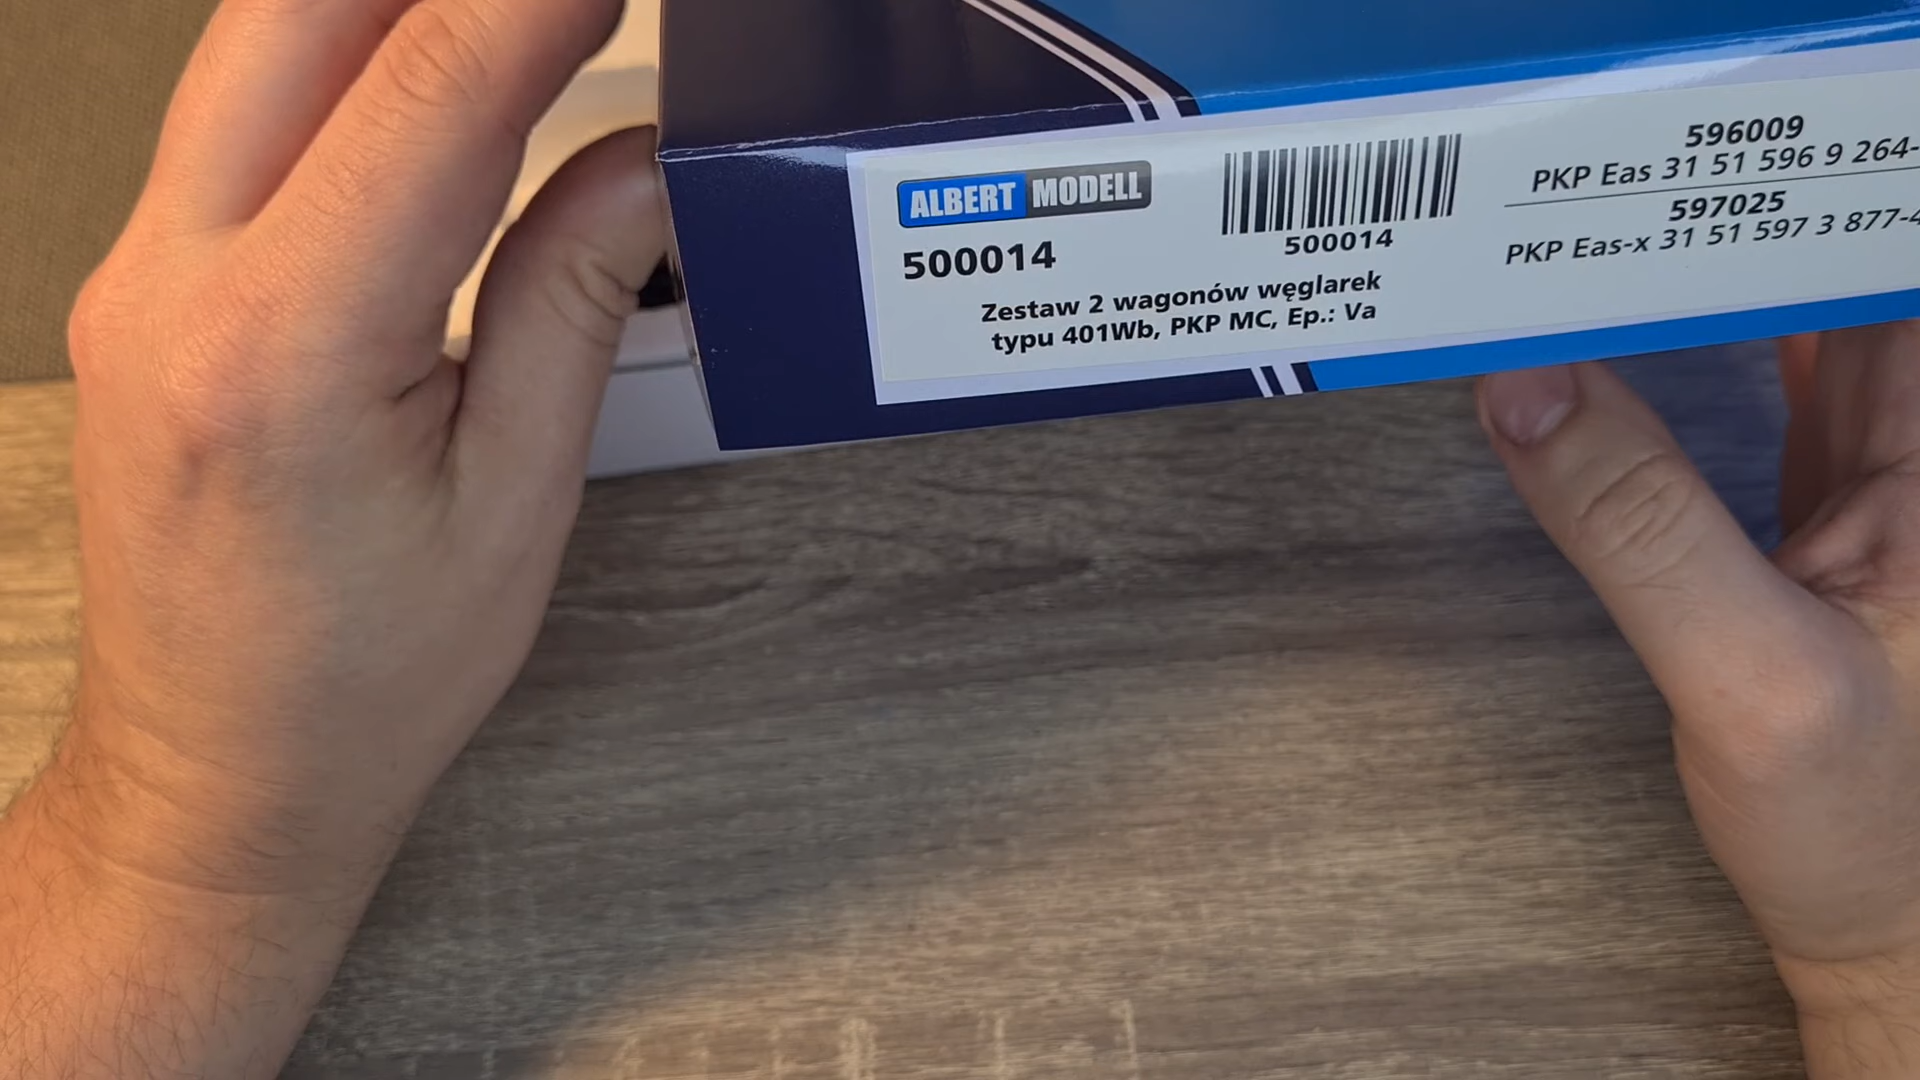 ALBERT MODELL
500014
500014
Zestaw 2 wagonów węglarek
typu 401Wb, PKP MC, Ep.: Va
596009
PKP Eas 31 51 596 9 264-
597025
PKP Eas-x 31 51 597 3 877-4